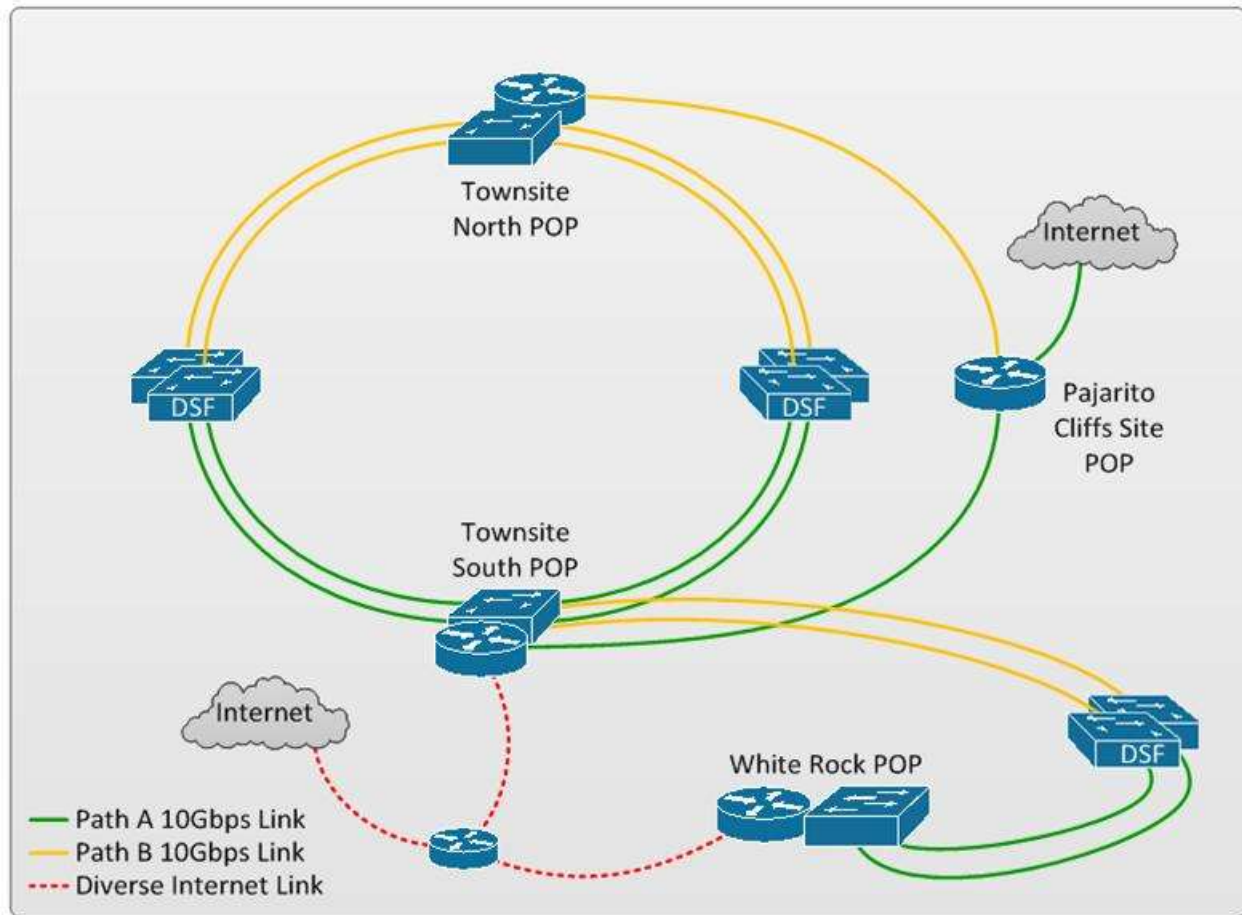 Townsite
North POP
Internet
DSF
DSF
Pajarito
Cliffs Site
POP
Townsite
South POP
Internet
White Rock POP
DSF
Path A 10Gbps Link
Path B 10Gbps Link
Diverse Internet Link